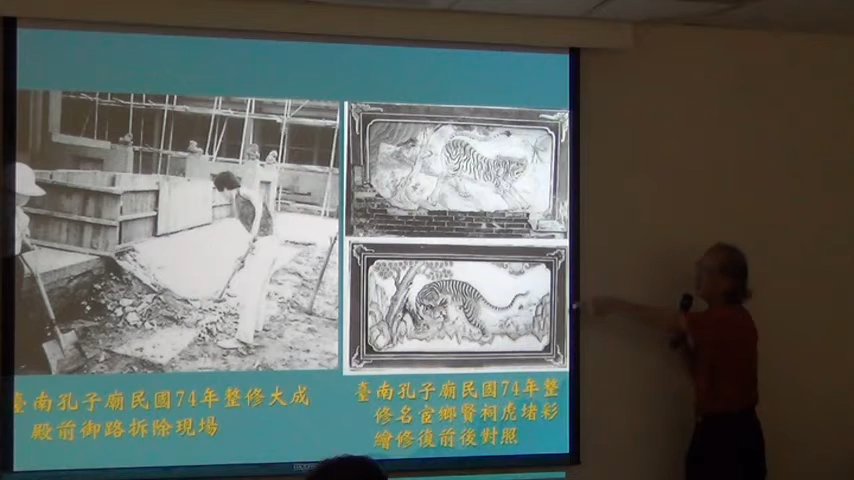 臺南孔子廟民國74年整修大成
殿前御路拆除現場
臺南孔子廟民國74年整
修名宦鄉賢祠虎堵彩
繪修復前後對照